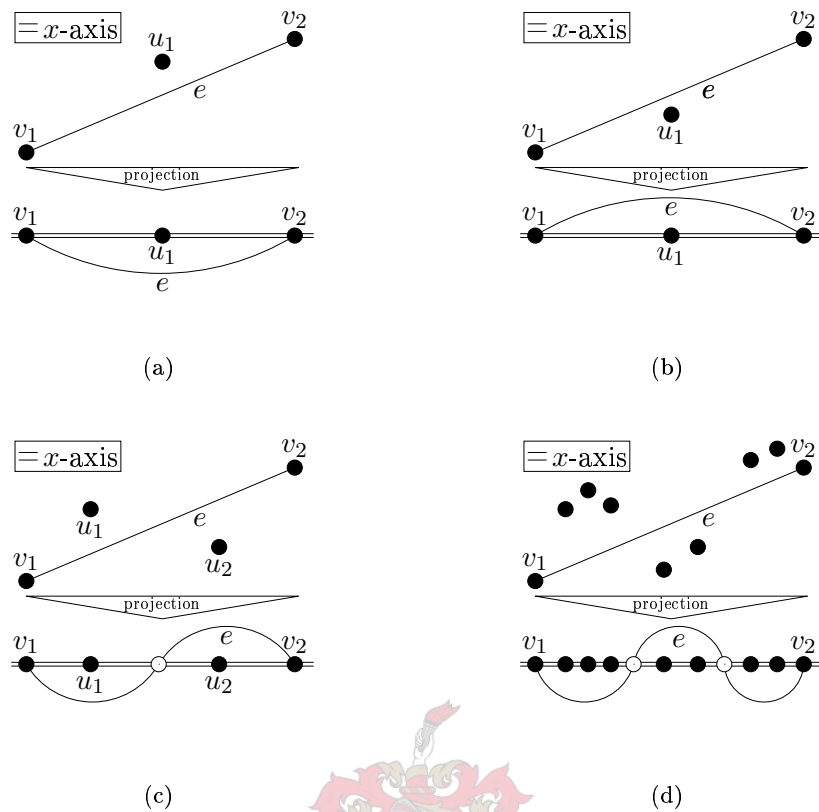 = x-axis
v₂
u₁
e
v₁
projection
v₁
v₂
u₁
e
(a)
= x-axis
v₂
e
u₁
v₁
projection
v₁
v₂
e
u₁
(b)
= x-axis
v₂
u₁
e
u₂
v₁
projection
v₁
e
v₂
u₁
u₂
(c)
= x-axis
v₂
e
v₁
projection
v₁
e
v₂
(d)